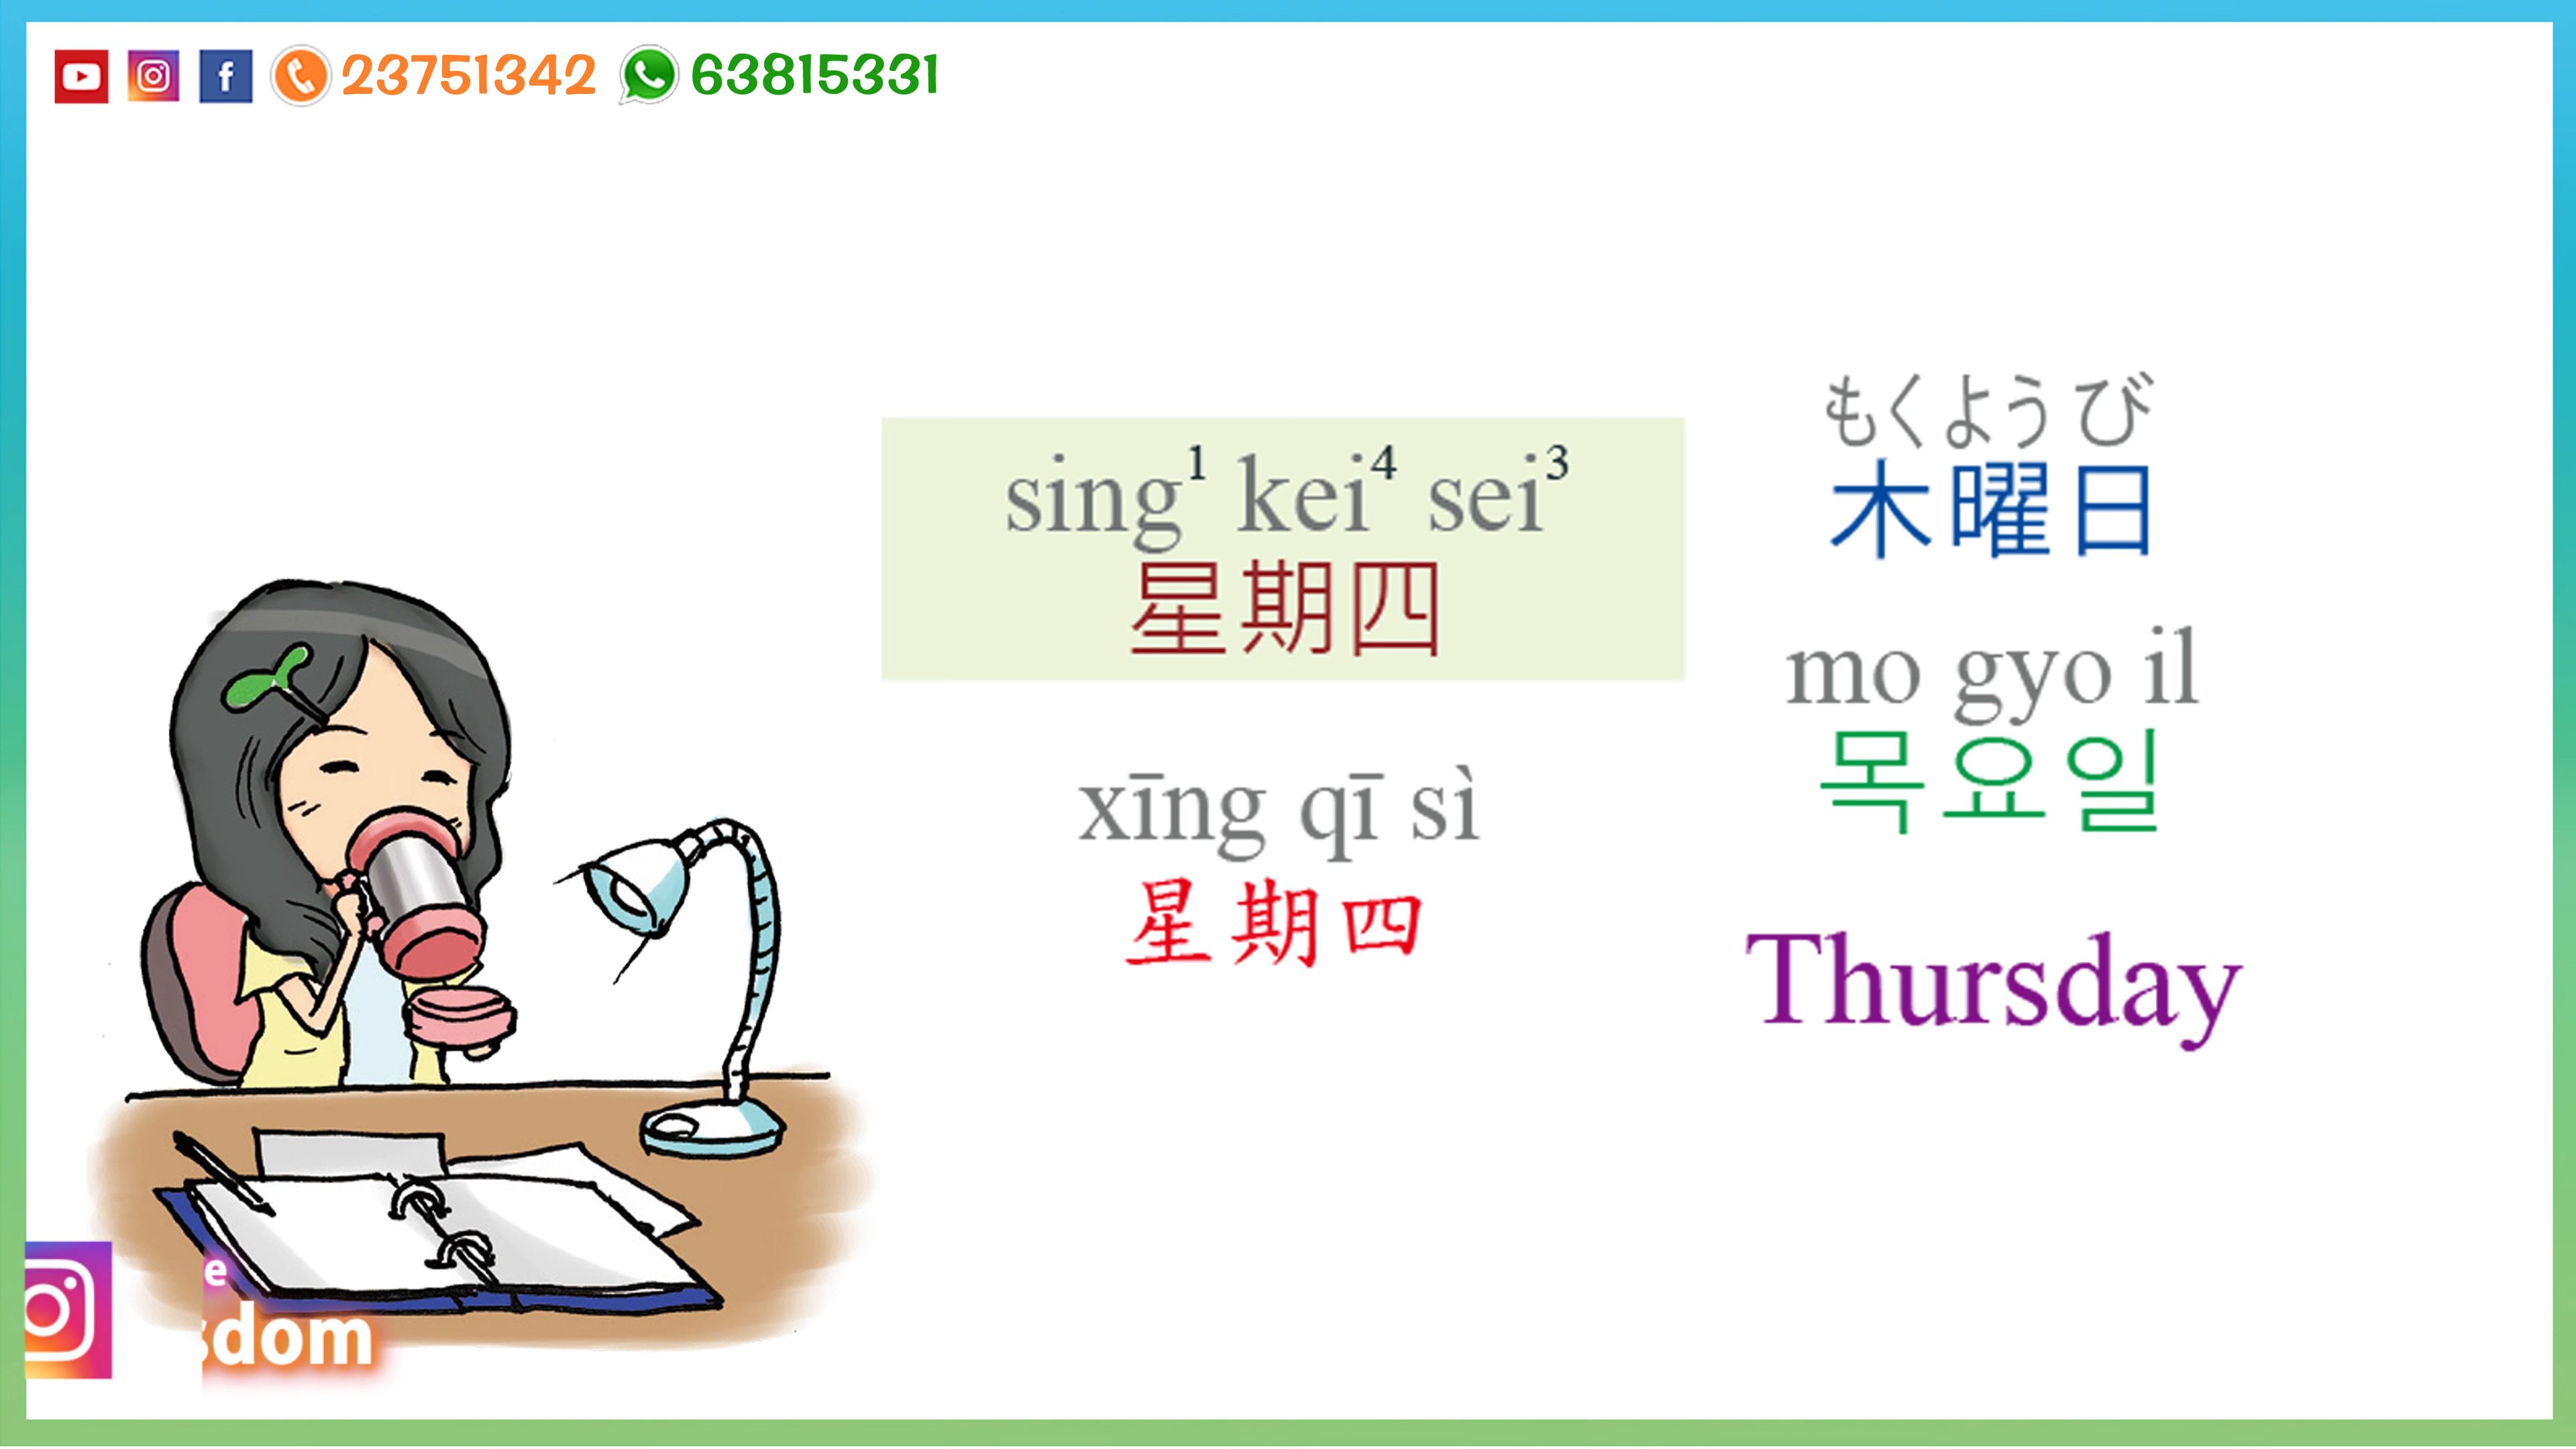 23751342 63815331
sing¹ kei⁴ sei³
星期四
xīng qī sì
星期四
もくようび
木曜日
mo gyo il
목요일
Thursday